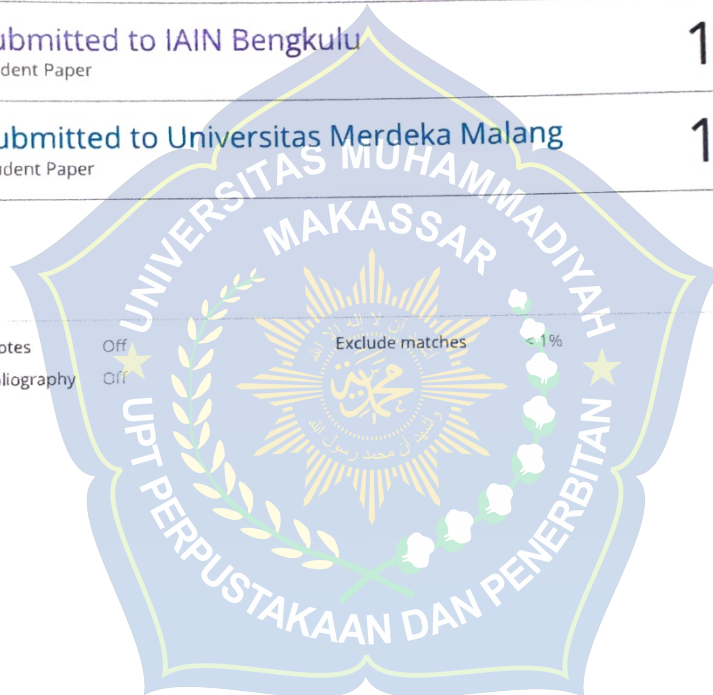 ubmitted to IAIN Bengkulu
dent Paper
1
ubmitted to Universitas Merdeka Malang
dent Paper
1
UNIVERSITAS MUHAMMADIYAH
MAKASSAR
otes Off Exclude matches < 1%
liography Off
محمدية
UPT PERPUSTAKAAN DAN PENERBITAN